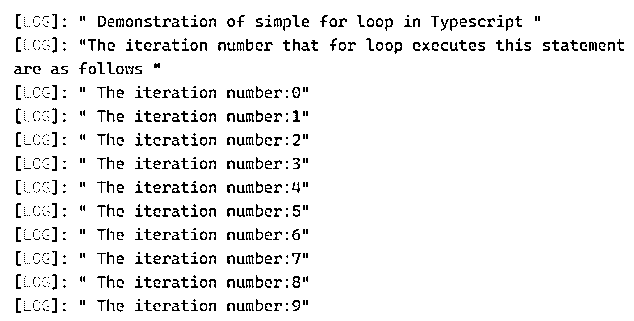 [LOG]: " Demonstration of simple for loop in Typescript "
[LOG]: "The iteration number that for loop executes this statement
are as follows "
[LOG]: " The iteration number:0"
[LOG]: " The iteration number:1"
[LOG]: " The iteration number:2"
[LOG]: " The iteration number:3"
[LOG]: " The iteration number:4"
[LOG]: " The iteration number:5"
[LOG]: " The iteration number:6"
[LOG]: " The iteration number:7"
[LOG]: " The iteration number:8"
[LOG]: " The iteration number:9"